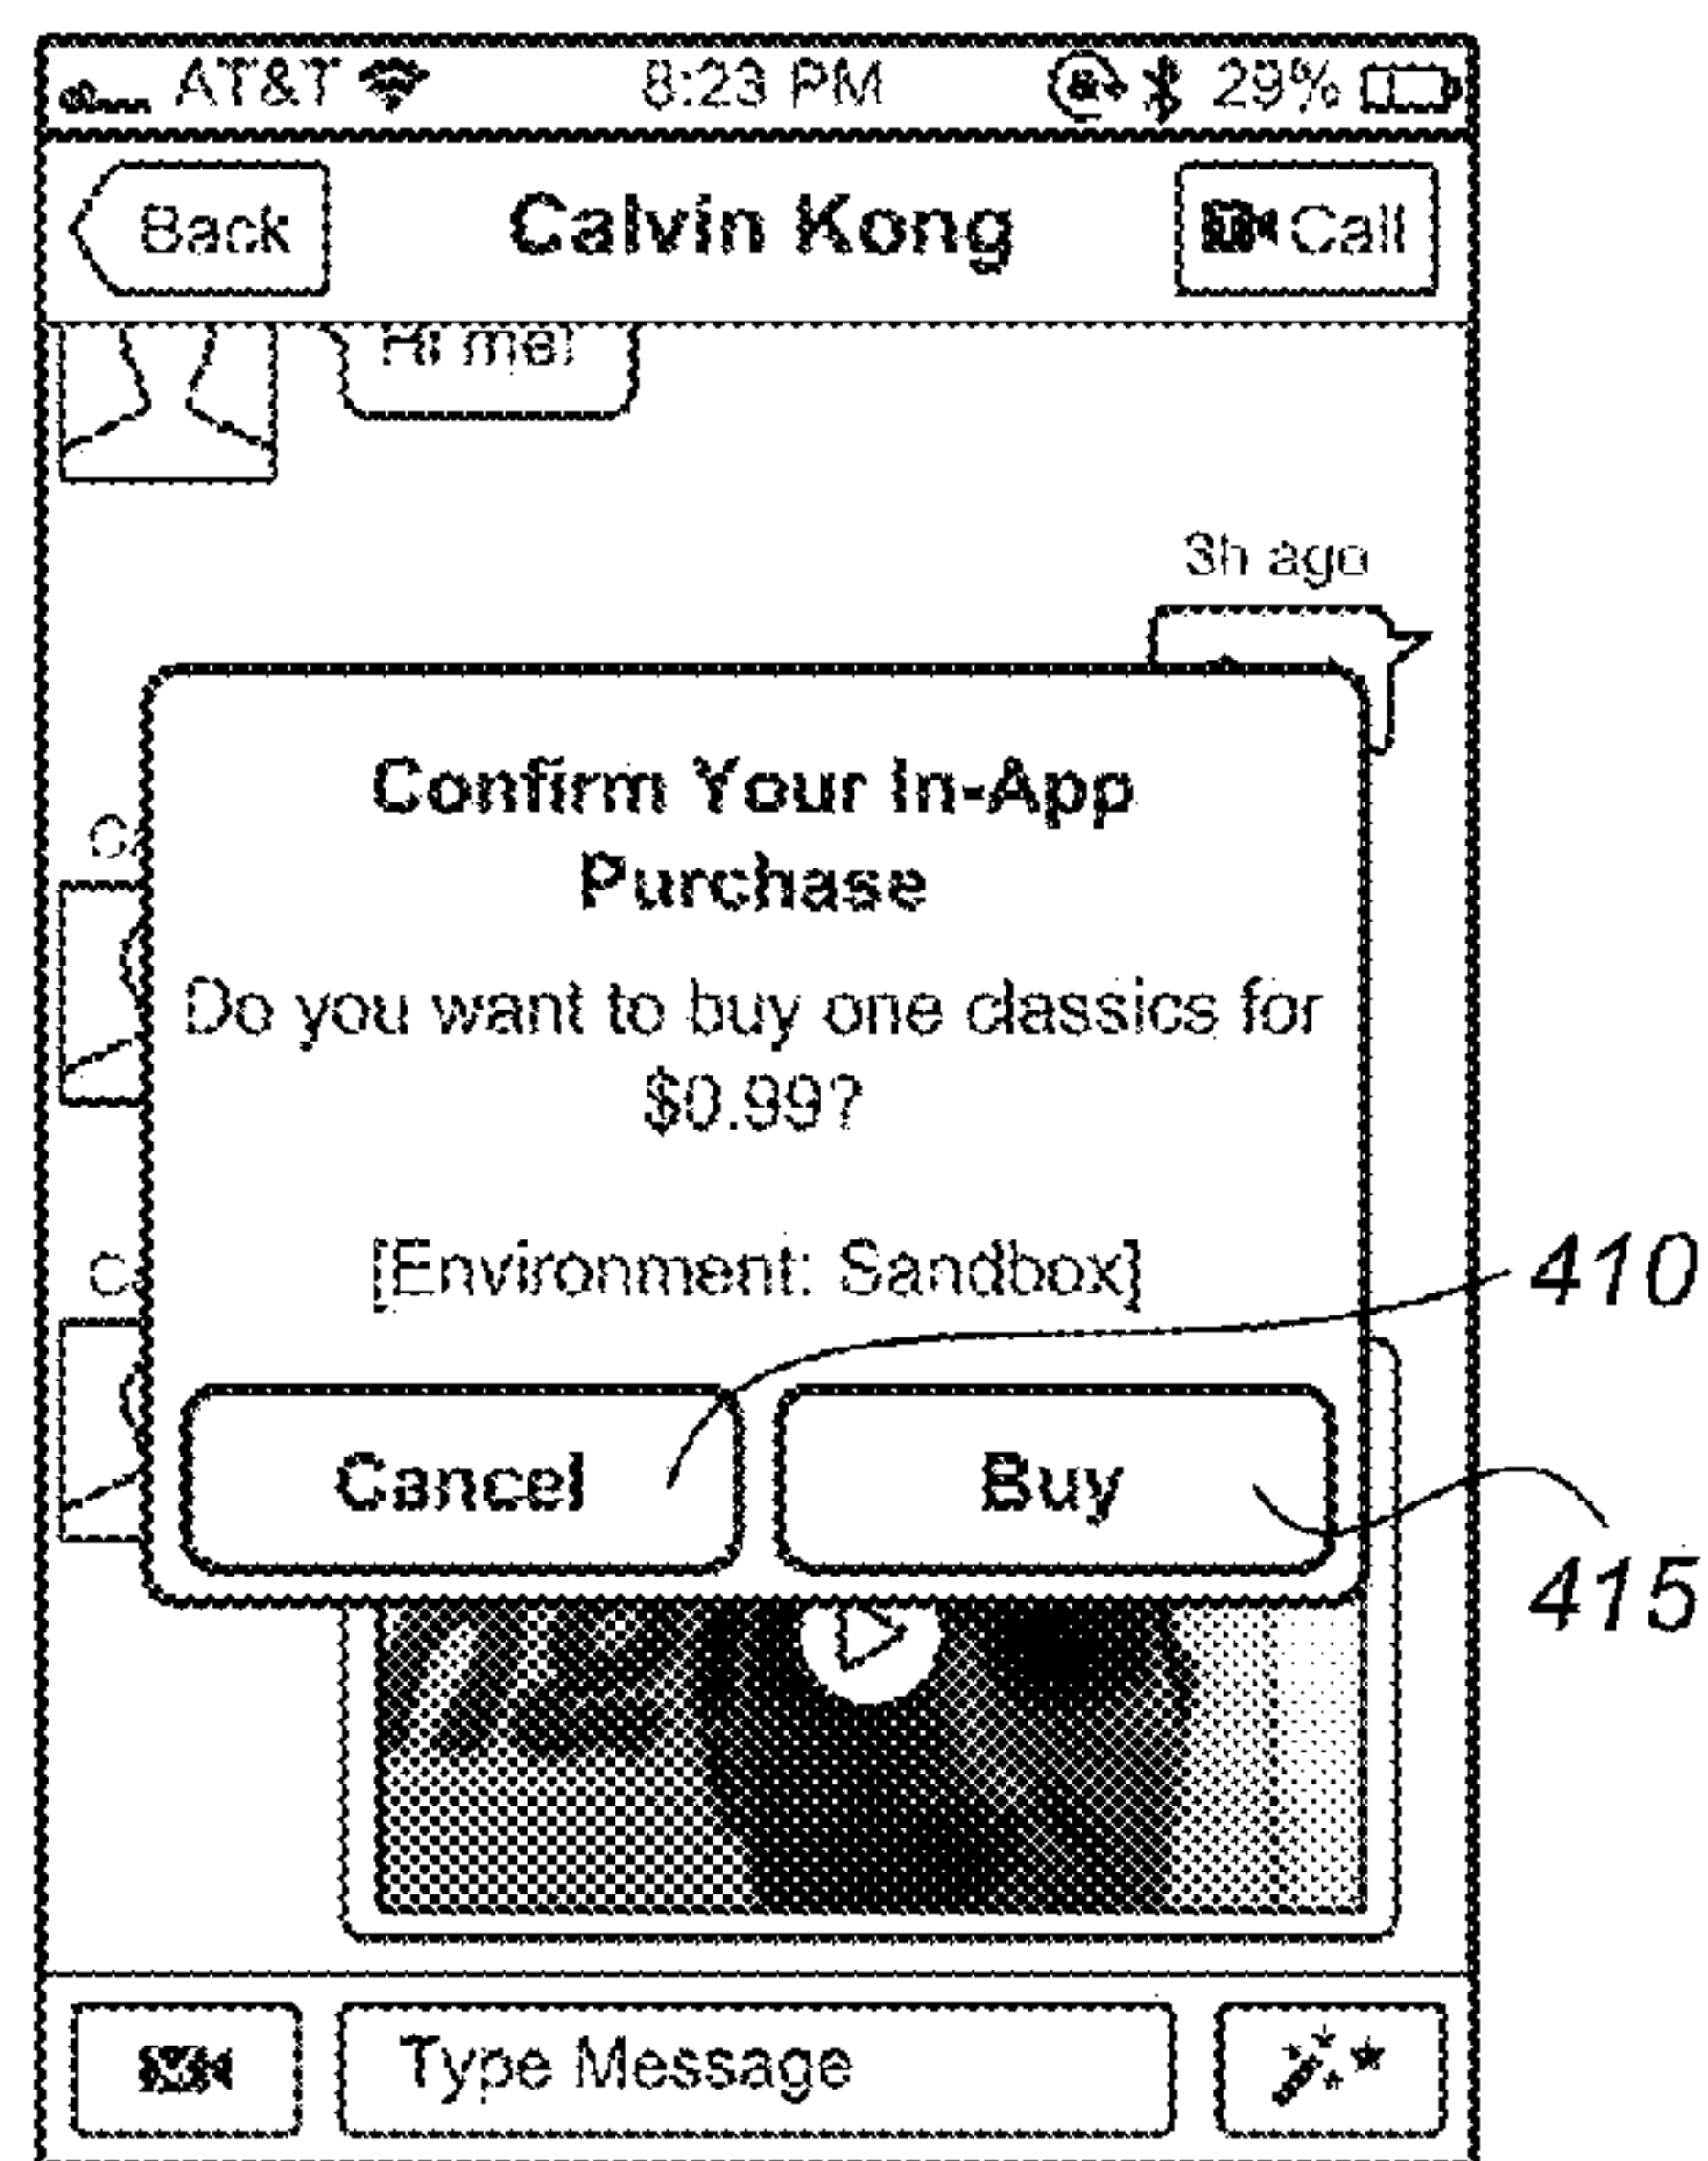 AT&T 8:23 PM 29%
Back Calvin Kong Call
Hi me!
3h ago
Confirm Your In-App
Purchase
Do you want to buy one classics for
$0.99?
[Environment: Sandbox]
410
Cancel Buy
415
Type Message